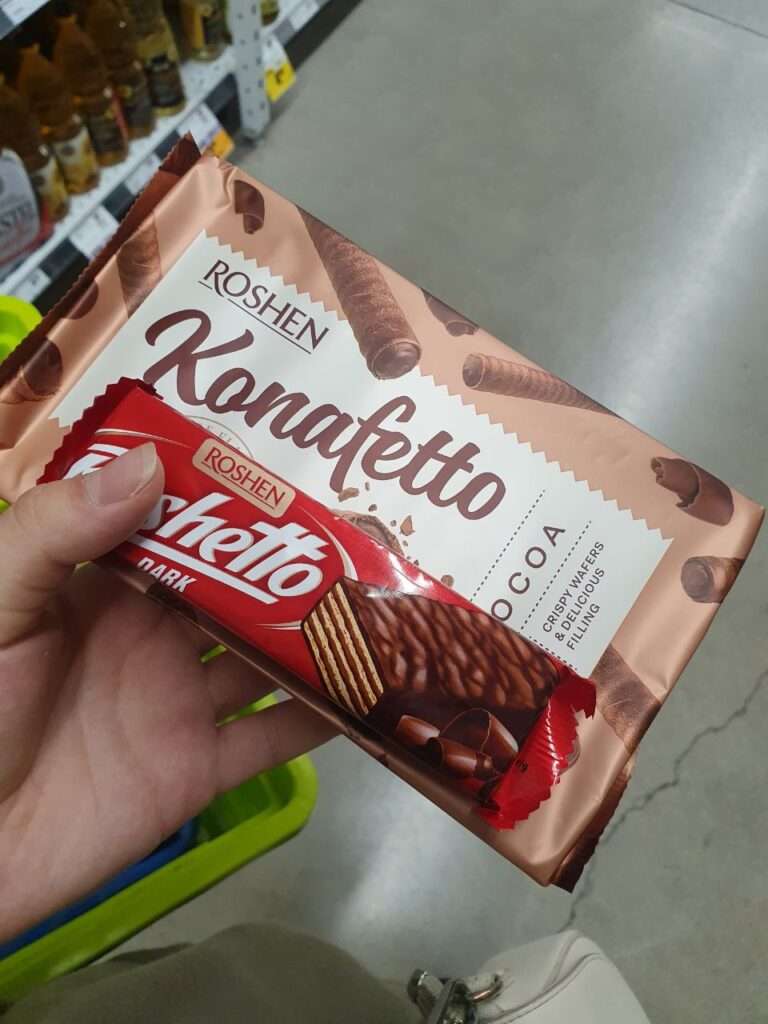 ROSHEN
Konafetto
OCOA
CRISPY WAFERS
& DELICIOUS
FILLING
ROSHEN
shetto
DARK